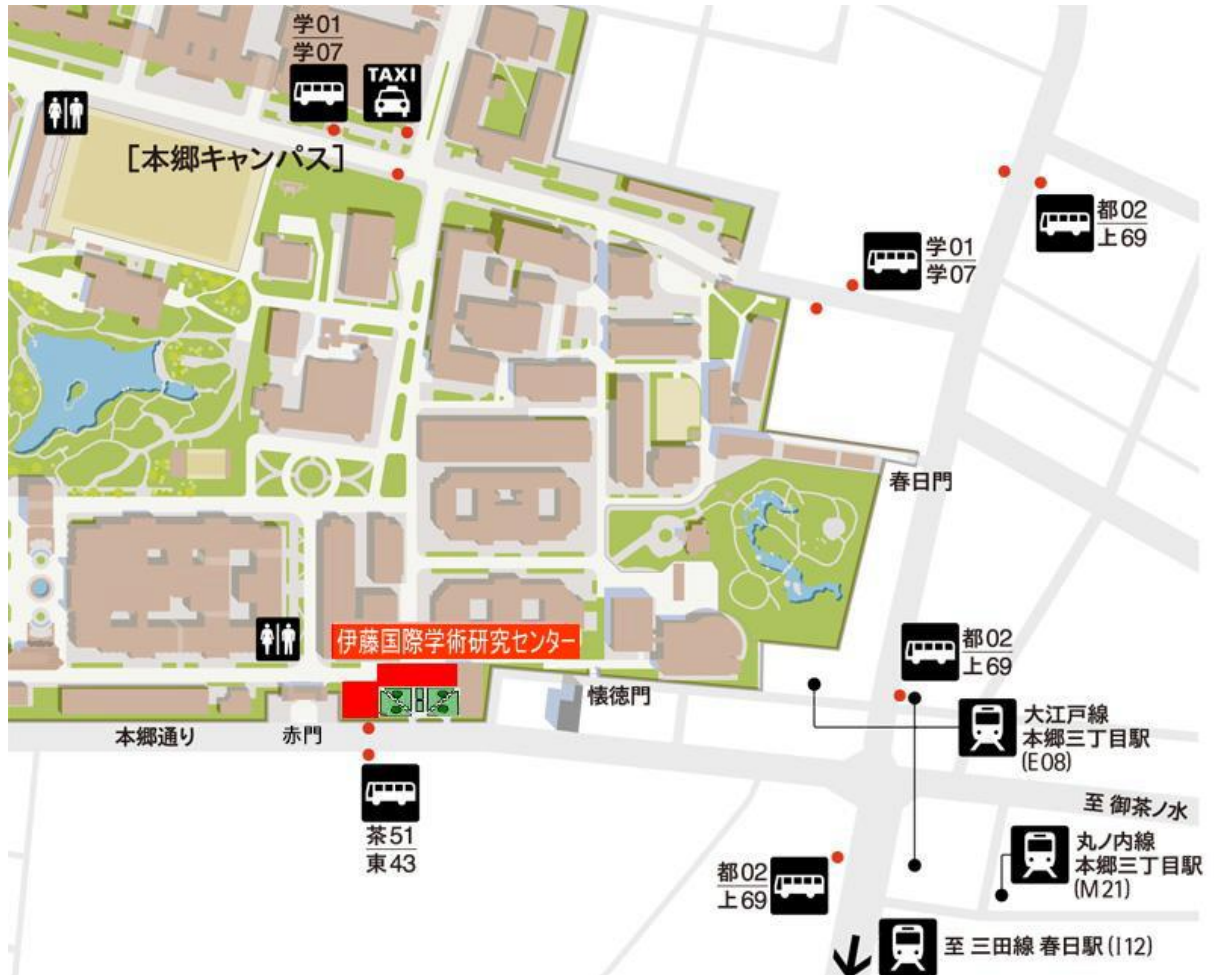 学01
学07
TAXI
[本郷キャンパス]
都02
上69
学01
学07
春日門
伊藤国際学術研究センター
都02
上69
懐徳門
大江戸線
本郷三丁目駅
(E08)
本郷通り
赤門
至 御茶ノ水
茶51
東43
丸ノ内線
本郷三丁目駅
(M21)
都02
上69
至 三田線 春日駅(I12)